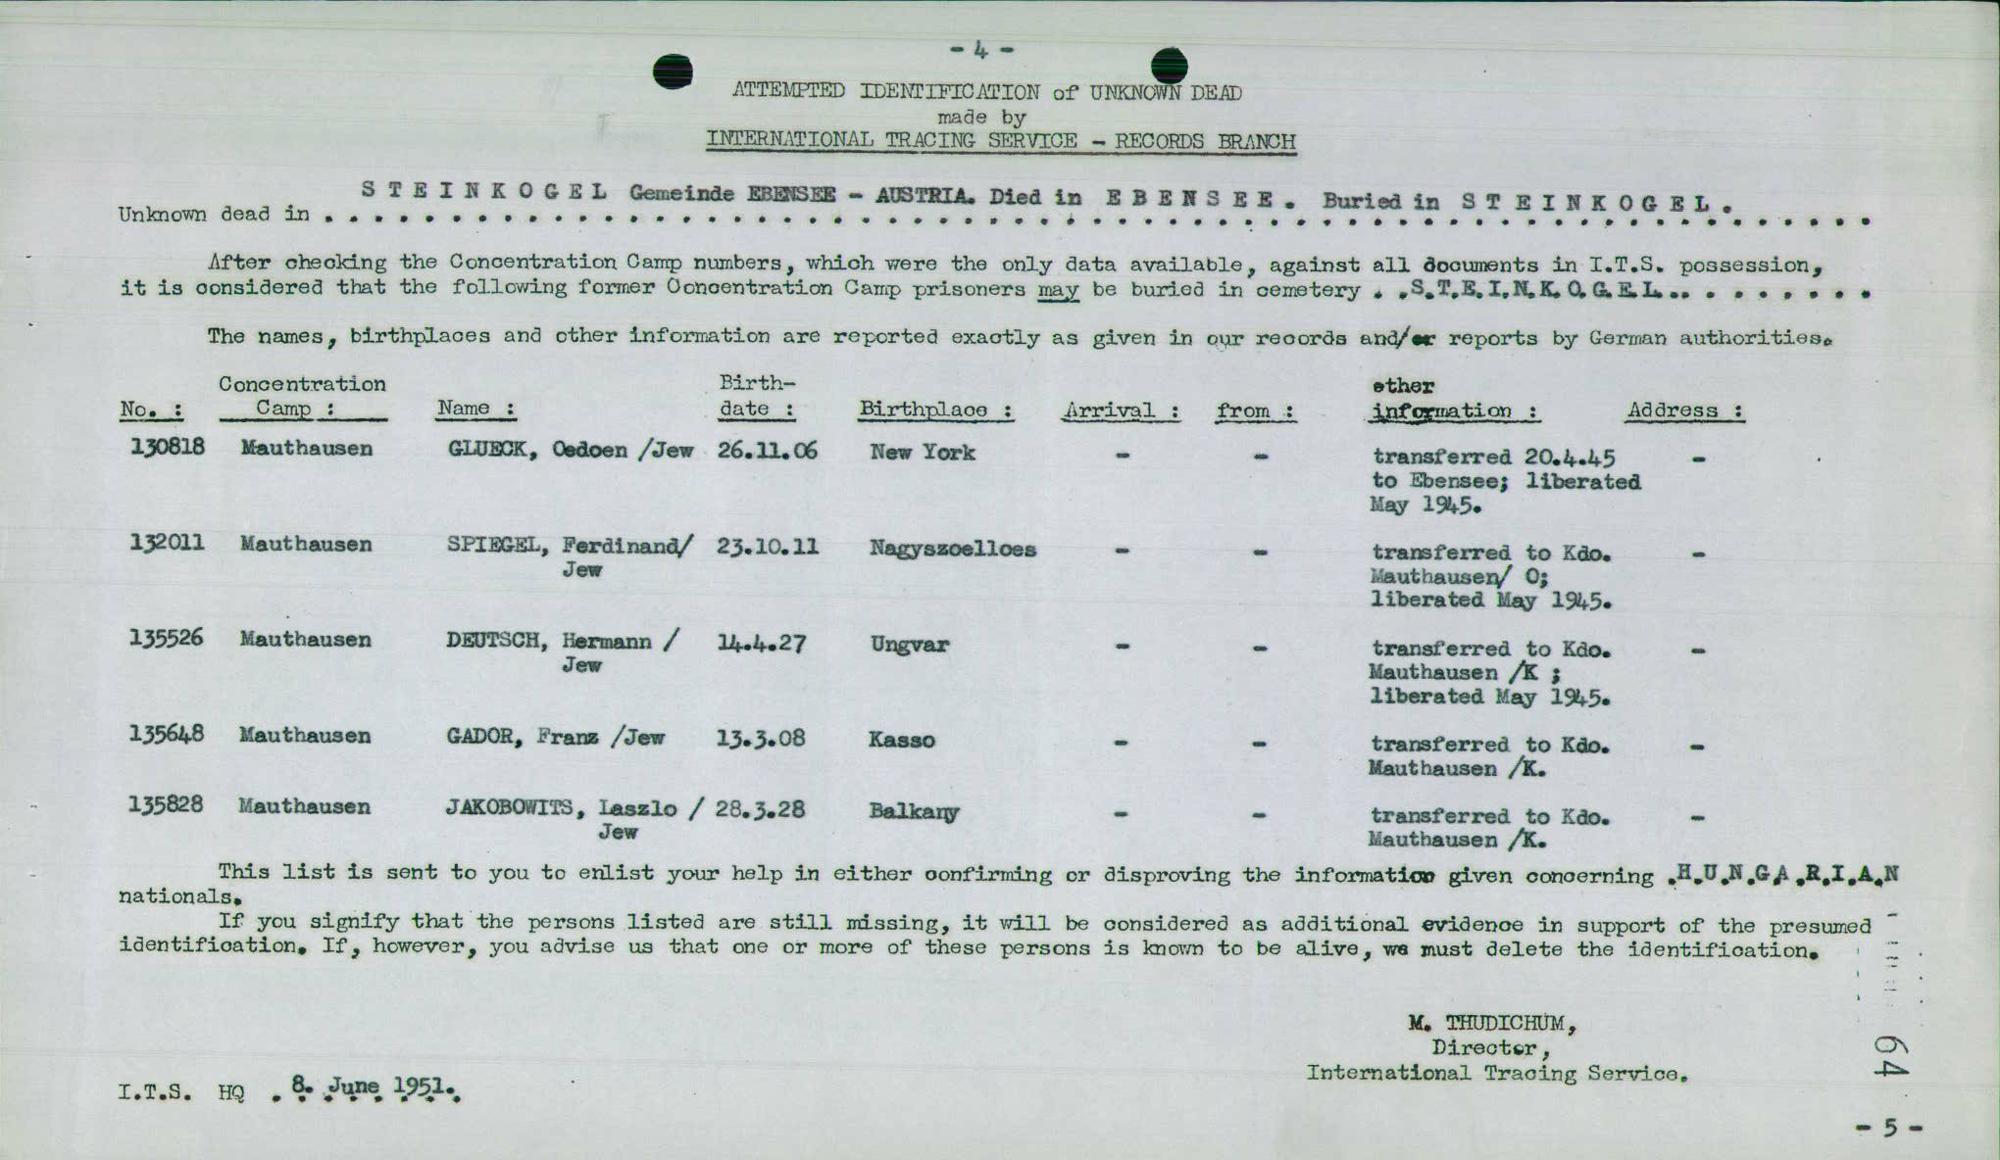 - 4 -
ATTEMPTED IDENTIFICATION of UNKNOWN DEAD
made by
INTERNATIONAL TRACING SERVICE - RECORDS BRANCH
STEINKOGEL Gemeinde EBENSEE - AUSTRIA. Died in EBENSEE. Buried in STEINKOGEL.
Unknown dead in . . . . . . . . . . . . . . . . . . . . . . . . . . . . . . . . . . . . . . . . . . . . . . . . . . . . . . . . . . . .
After checking the Concentration Camp numbers, which were the only data available, against all documents in I.T.S. possession,
it is considered that the following former Concentration Camp prisoners may be buried in cemetery . .S.T.E.I.N.K.O.G.E.L.. . . . . . . .
The names, birthplaces and other information are reported exactly as given in our records and/or reports by German authorities.
Concentration Birth- other
No. : Camp : Name : date : Birthplace : Arrival : from : information : Address :
130818 Mauthausen GLUECK, Oedoen /Jew 26.11.06 New York - - transferred 20.4.45 -
to Ebensee; liberated
May 1945.
132011 Mauthausen SPIEGEL, Ferdinand/ 23.10.11 Nagyszoelloes - - transferred to Kdo. -
Jew Mauthausen/ O;
liberated May 1945.
135526 Mauthausen DEUTSCH, Hermann / 14.4.27 Ungvar - - transferred to Kdo. -
Jew Mauthausen /K ;
liberated May 1945.
135648 Mauthausen GADOR, Franz /Jew 13.3.08 Kasso - - transferred to Kdo. -
Mauthausen /K.
135828 Mauthausen JAKOBOWITS, Laszlo / 28.3.28 Balkany - - transferred to Kdo. -
Jew Mauthausen /K.
This list is sent to you to enlist your help in either confirming or disproving the information given concerning .H.U.N.G.A.R.I.A.N
nationals.
If you signify that the persons listed are still missing, it will be considered as additional evidence in support of the presumed
identification. If, however, you advise us that one or more of these persons is known to be alive, we must delete the identification.
M. THUDICHUM,
Director,
International Tracing Service.
I.T.S. HQ . 8. June 1951.
64
- 5 -